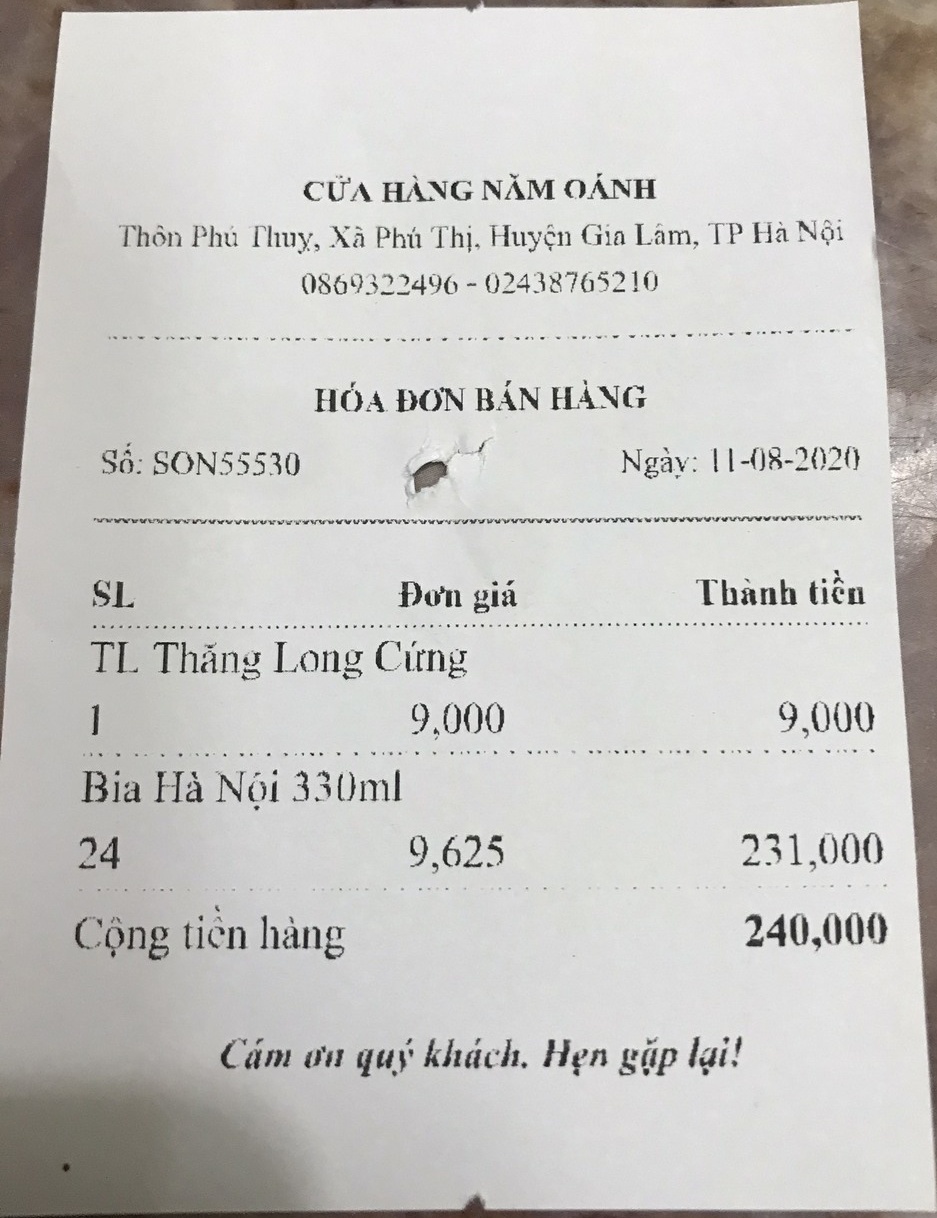 CỬA HÀNG NĂM OÁNH
Thôn Phú Thuỵ, Xã Phú Thị, Huyện Gia Lâm, TP Hà Nội
0869322496 - 02438765210
HÓA ĐƠN BÁN HÀNG
Số: SON55530 Ngày: 11-08-2020
SL Đơn giá Thành tiền
TL Thăng Long Cứng
1 9,000 9,000
Bia Hà Nội 330ml
24 9,625 231,000
Cộng tiền hàng 240,000
Cám ơn quý khách. Hẹn gặp lại!